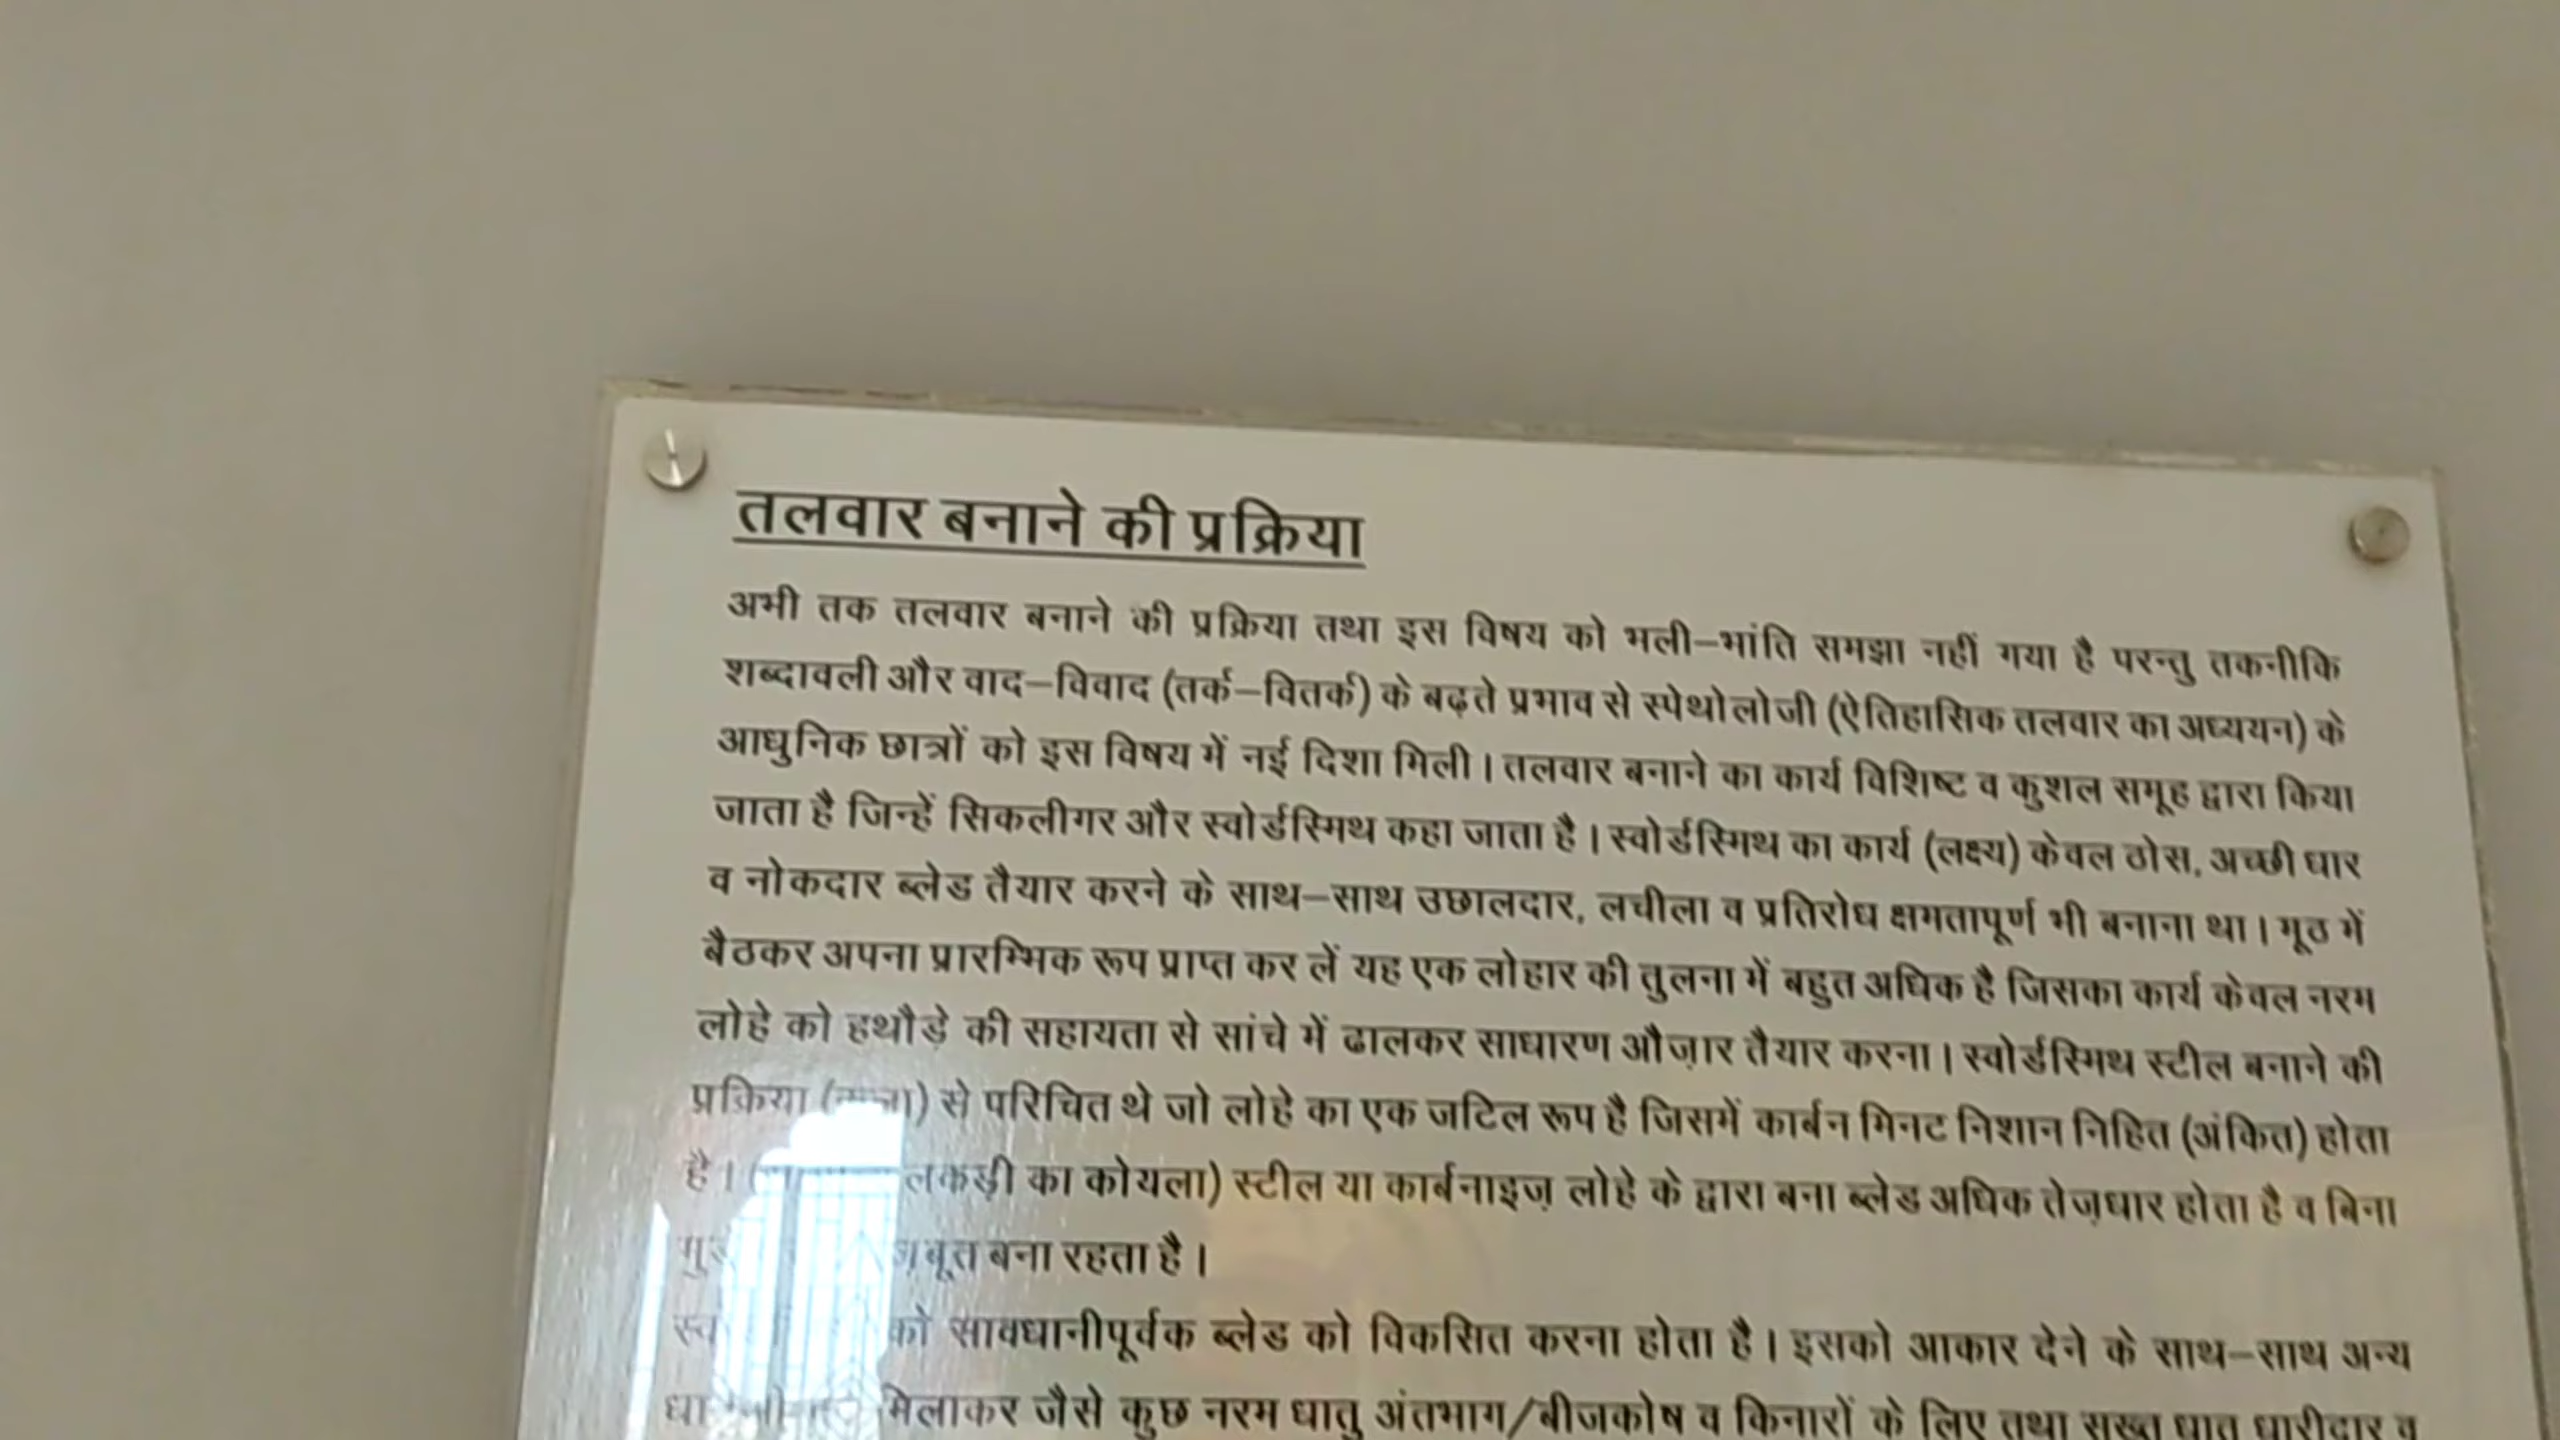 तलवार बनाने की प्रक्रिया
अभी तक तलवार बनाने की प्रक्रिया तथा इस विषय को भली–भांति समझा नहीं गया है परन्तु तकनीकि
शब्दावली और वाद–विवाद (तर्क–वितर्क) के बढ़ते प्रभाव से स्पेथोलोजी (ऐतिहासिक तलवार का अध्ययन) के
आधुनिक छात्रों को इस विषय में नई दिशा मिली। तलवार बनाने का कार्य विशिष्ट व कुशल समूह द्वारा किया
जाता है जिन्हें सिकलीगर और स्वोर्डस्मिथ कहा जाता है। स्वोर्डस्मिथ का कार्य (लक्ष्य) केवल ठोस, अच्छी धार
व नोकदार ब्लेड तैयार करने के साथ–साथ उछालदार, लचीला व प्रतिरोध क्षमतापूर्ण भी बनाना था। मूठ में
बैठकर अपना प्रारम्भिक रूप प्राप्त कर लें यह एक लोहार की तुलना में बहुत अधिक है जिसका कार्य केवल नरम
लोहे को हथौड़े की सहायता से सांचे में ढालकर साधारण औज़ार तैयार करना। स्वोर्डस्मिथ स्टील बनाने की
प्रक्रिया से परिचित थे जो लोहे का एक जटिल रूप है जिसमें कार्बन मिनट निशान निहित (अंकित) होता
है। लकड़ी का कोयला) स्टील या कार्बनाइज़ लोहे के द्वारा बना ब्लेड अधिक तेज़धार होता है व बिना
बना रहता है।
को सावधानीपूर्वक ब्लेड को विकसित करना होता है। इसको आकार देने के साथ–साथ अन्य
मिलाकर जैसे कुछ नरम धातु अंतभाग/बीजकोष व किनारों के लिए तथा सख्त धातु धारीदार व